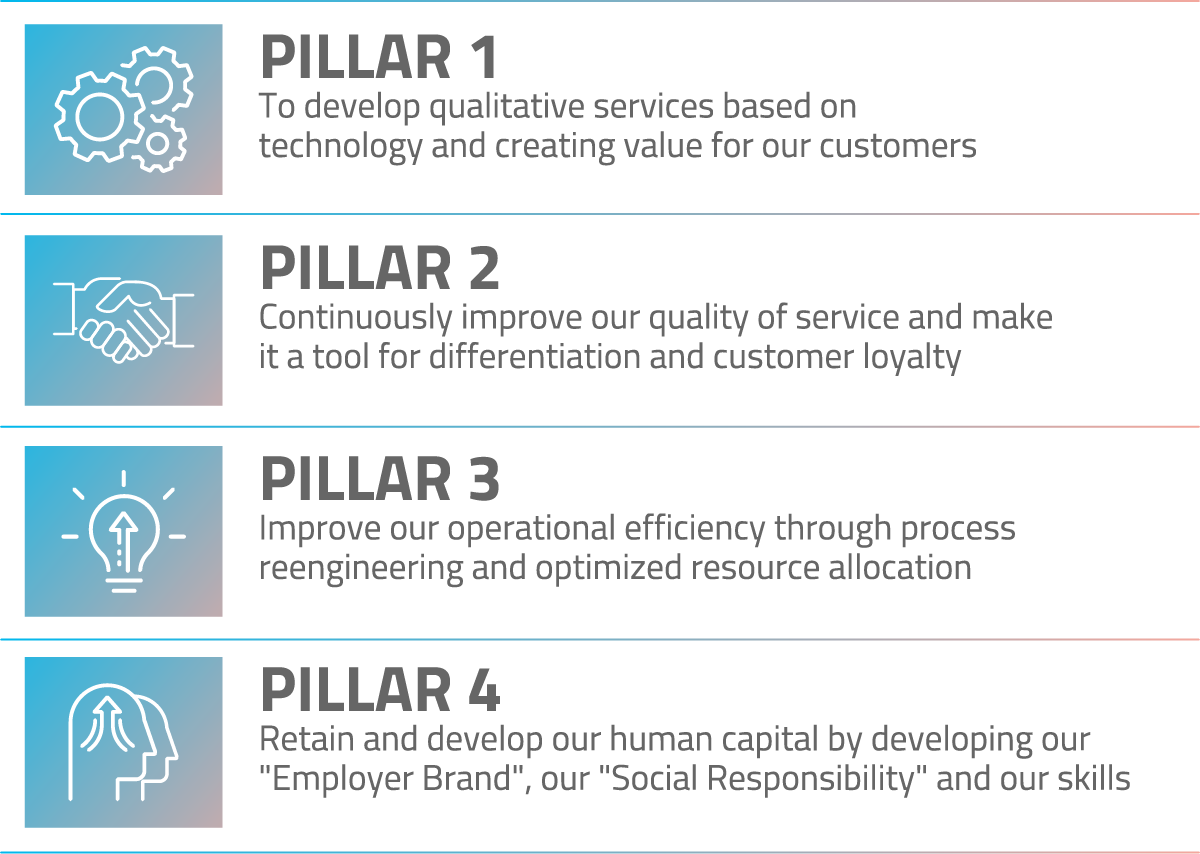 PILLAR 1
To develop qualitative services based on
technology and creating value for our customers
PILLAR 2
Continuously improve our quality of service and make
it a tool for differentiation and customer loyalty
PILLAR 3
Improve our operational efficiency through process
reengineering and optimized resource allocation
PILLAR 4
Retain and develop our human capital by developing our
"Employer Brand", our "Social Responsibility" and our skills